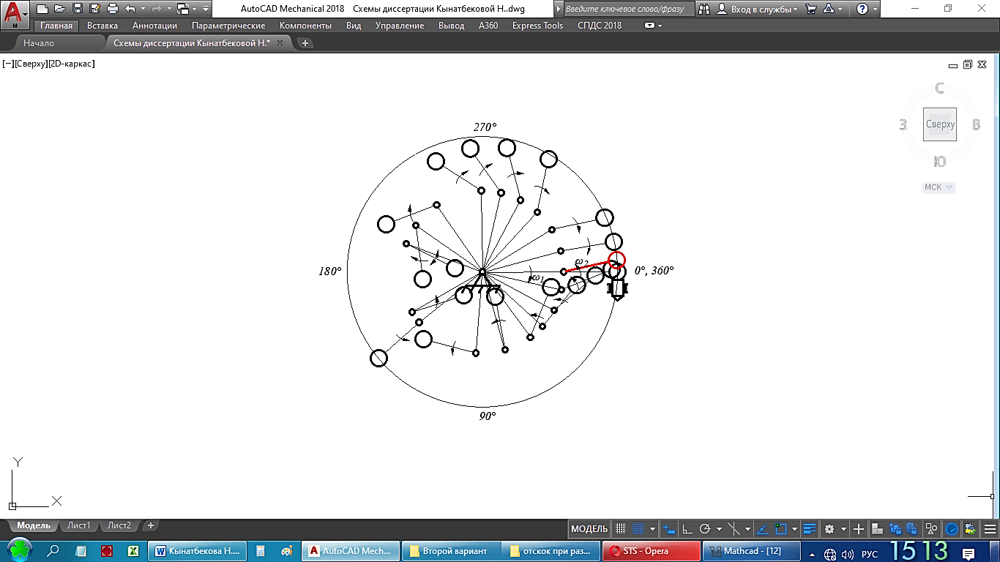 AutoCAD Mechanical 2018 Схемы диссертации Кынатбековой Н..dwg
Введите ключевое слово/фразу
Вход в службы
A
M
Главная Вставка Аннотации Параметрические Компоненты Вид Управление Вывод A360 Express Tools СПДС 2018
Начало
Схемы диссертации Кынатбековой Н.*
[−][Сверху][2D-каркас]
С
З Сверху В
Ю
МСК
270°
180°
ω2
ω1
0°, 360°
90°
Y
X
Модель Лист1 Лист2
МОДЕЛЬ
Кынатбекова Н....
AutoCAD Mech...
Второй вариант
отскок при раз...
STS - Opera
Mathcad - [12]
РУС
15 13